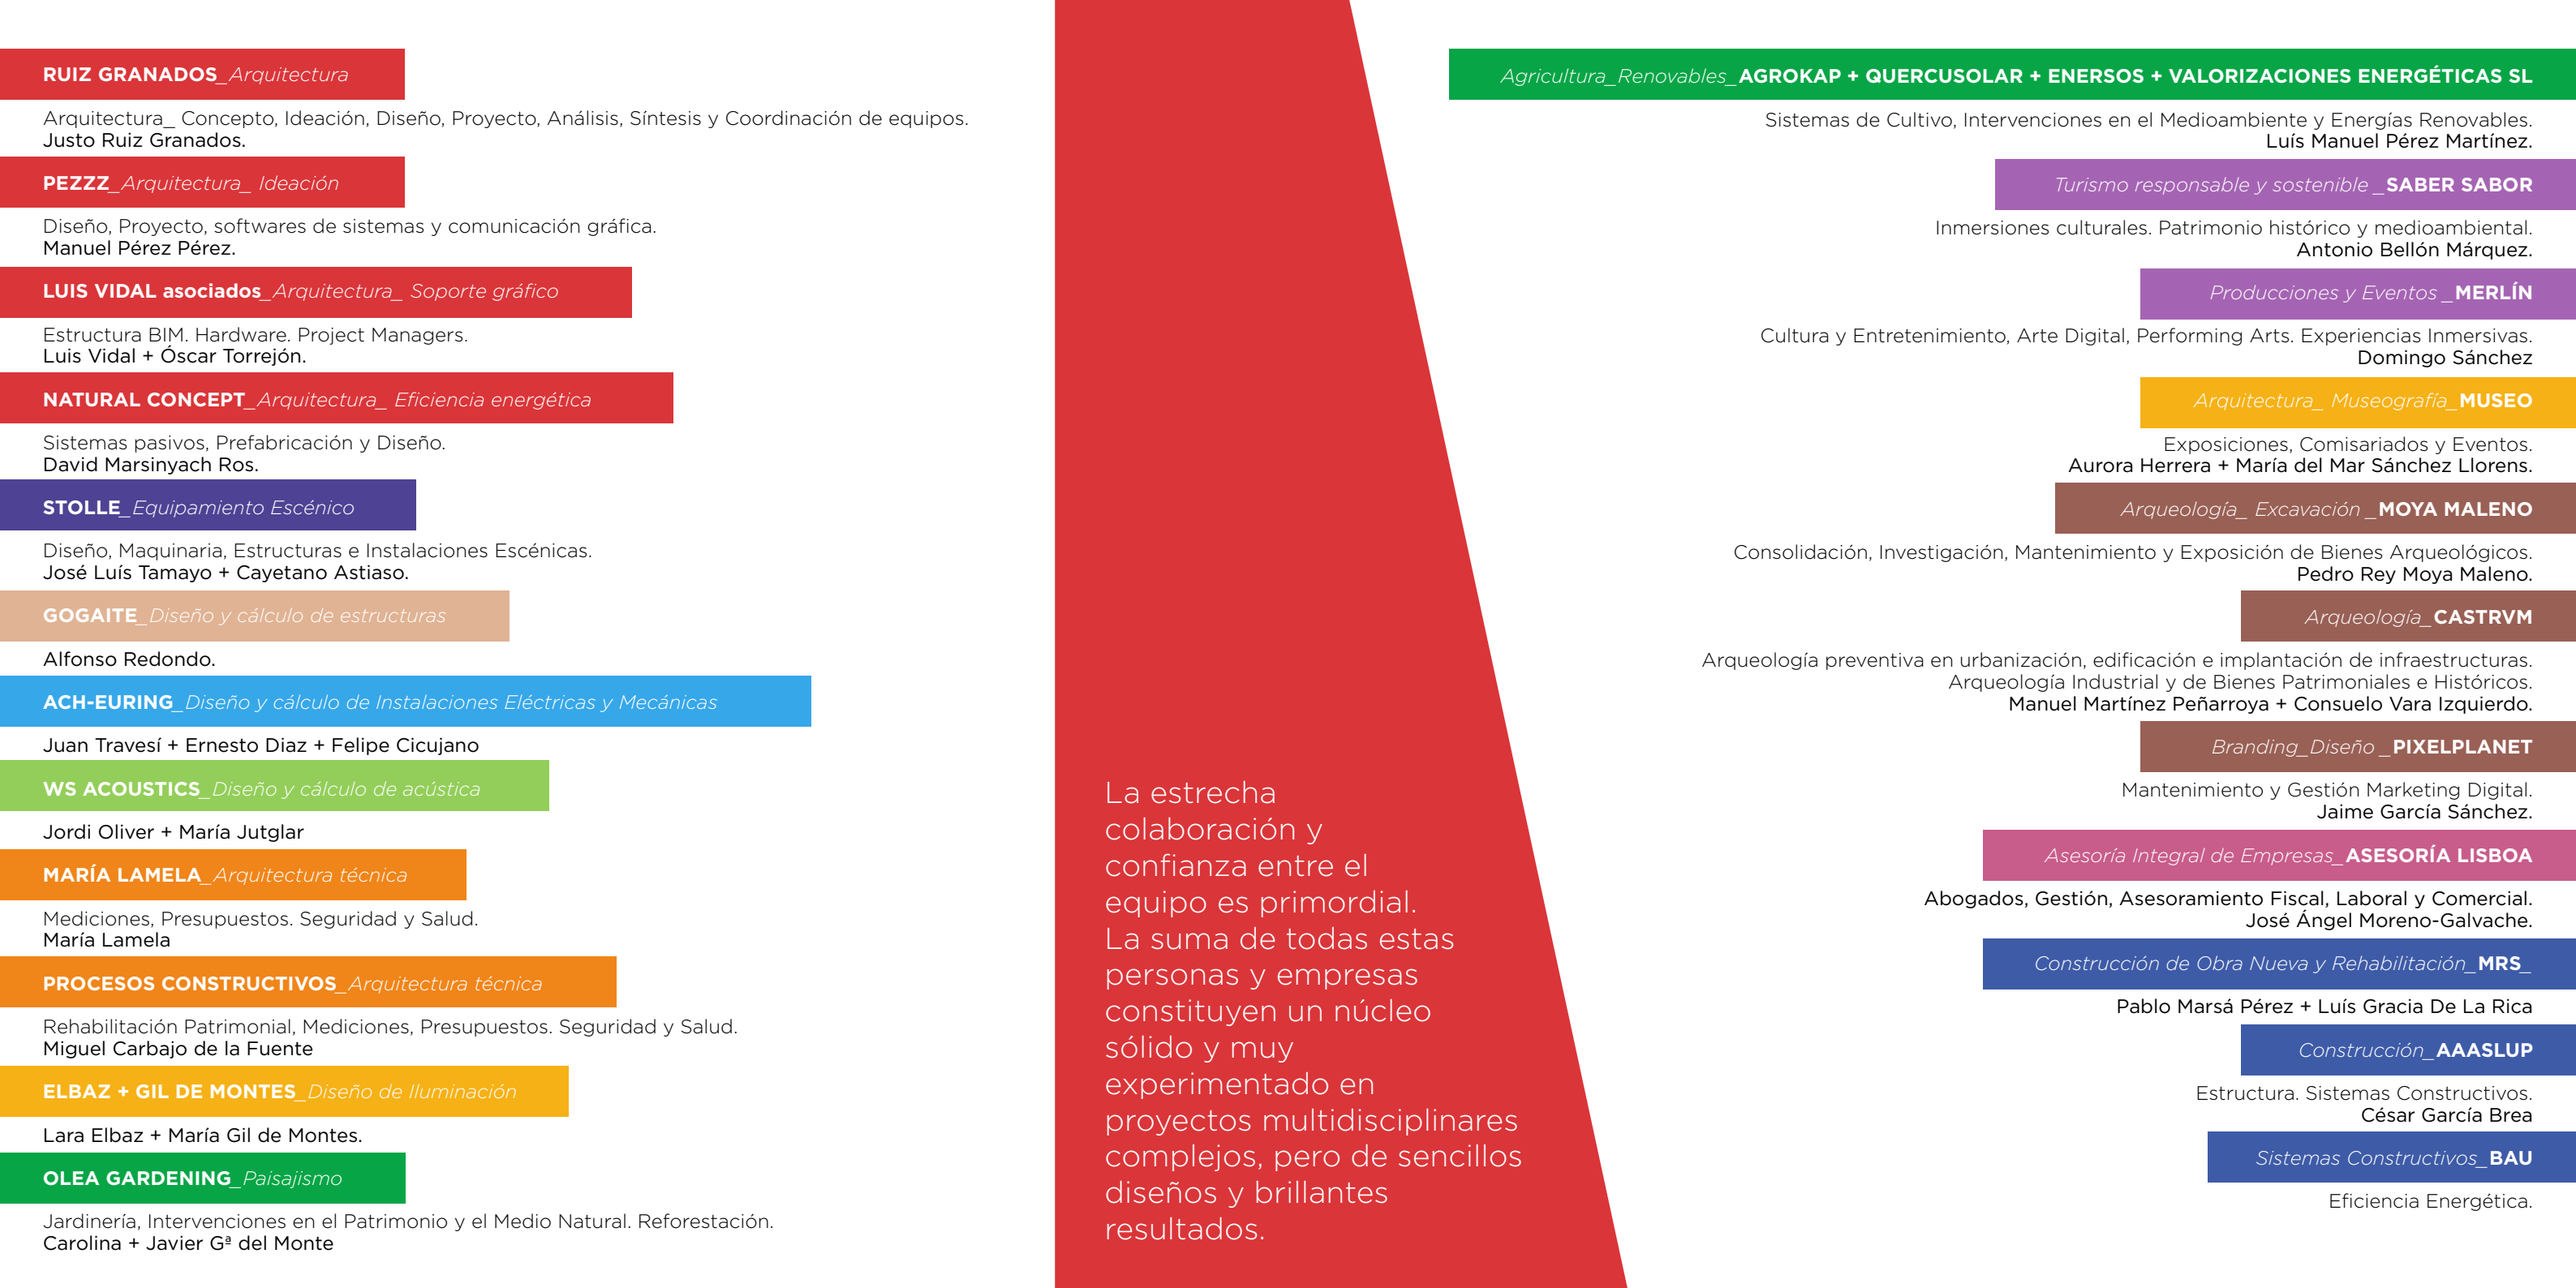 RUIZ GRANADOS_Arquitectura
Arquitectura_ Concepto, Ideación, Diseño, Proyecto, Análisis, Síntesis y Coordinación de equipos.
Justo Ruiz Granados.
PEZZZ_Arquitectura_ Ideación
Diseño, Proyecto, softwares de sistemas y comunicación gráfica.
Manuel Pérez Pérez.
LUIS VIDAL asociados_Arquitectura_ Soporte gráfico
Estructura BIM. Hardware. Project Managers.
Luis Vidal + Óscar Torrejón.
NATURAL CONCEPT_Arquitectura_ Eficiencia energética
Sistemas pasivos, Prefabricación y Diseño.
David Marsinyach Ros.
STOLLE_Equipamiento Escénico
Diseño, Maquinaria, Estructuras e Instalaciones Escénicas.
José Luís Tamayo + Cayetano Astiaso.
GOGAITE_Diseño y cálculo de estructuras
Alfonso Redondo.
ACH-EURING_Diseño y cálculo de Instalaciones Eléctricas y Mecánicas
Juan Travesí + Ernesto Diaz + Felipe Cicujano
WS ACOUSTICS_Diseño y cálculo de acústica
Jordi Oliver + María Jutglar
MARÍA LAMELA_Arquitectura técnica
Mediciones, Presupuestos. Seguridad y Salud.
María Lamela
PROCESOS CONSTRUCTIVOS_Arquitectura técnica
Rehabilitación Patrimonial, Mediciones, Presupuestos. Seguridad y Salud.
Miguel Carbajo de la Fuente
ELBAZ + GIL DE MONTES_Diseño de Iluminación
Lara Elbaz + María Gil de Montes.
OLEA GARDENING_Paisajismo
Jardinería, Intervenciones en el Patrimonio y el Medio Natural. Reforestación.
Carolina + Javier Gª del Monte
La estrecha
colaboración y
confianza entre el
equipo es primordial.
La suma de todas estas
personas y empresas
constituyen un núcleo
sólido y muy
experimentado en
proyectos multidisciplinares
complejos, pero de sencillos
diseños y brillantes
resultados.
Agricultura_Renovables_AGROKAP + QUERCUSOLAR + ENERSOS + VALORIZACIONES ENERGÉTICAS SL
Sistemas de Cultivo, Intervenciones en el Medioambiente y Energías Renovables.
Luís Manuel Pérez Martínez.
Turismo responsable y sostenible _SABER SABOR
Inmersiones culturales. Patrimonio histórico y medioambiental.
Antonio Bellón Márquez.
Producciones y Eventos _MERLÍN
Cultura y Entretenimiento, Arte Digital, Performing Arts. Experiencias Inmersivas.
Domingo Sánchez
Arquitectura_ Museografía_MUSEO
Exposiciones, Comisariados y Eventos.
Aurora Herrera + María del Mar Sánchez Llorens.
Arqueología_ Excavación _MOYA MALENO
Consolidación, Investigación, Mantenimiento y Exposición de Bienes Arqueológicos.
Pedro Rey Moya Maleno.
Arqueología_CASTRVM
Arqueología preventiva en urbanización, edificación e implantación de infraestructuras.
Arqueología Industrial y de Bienes Patrimoniales e Históricos.
Manuel Martínez Peñarroya + Consuelo Vara Izquierdo.
Branding_Diseño _PIXELPLANET
Mantenimiento y Gestión Marketing Digital.
Jaime García Sánchez.
Asesoría Integral de Empresas_ASESORÍA LISBOA
Abogados, Gestión, Asesoramiento Fiscal, Laboral y Comercial.
José Ángel Moreno-Galvache.
Construcción de Obra Nueva y Rehabilitación_MRS_
Pablo Marsá Pérez + Luís Gracia De La Rica
Construcción_AAASLUP
Estructura. Sistemas Constructivos.
César García Brea
Sistemas Constructivos_BAU
Eficiencia Energética.